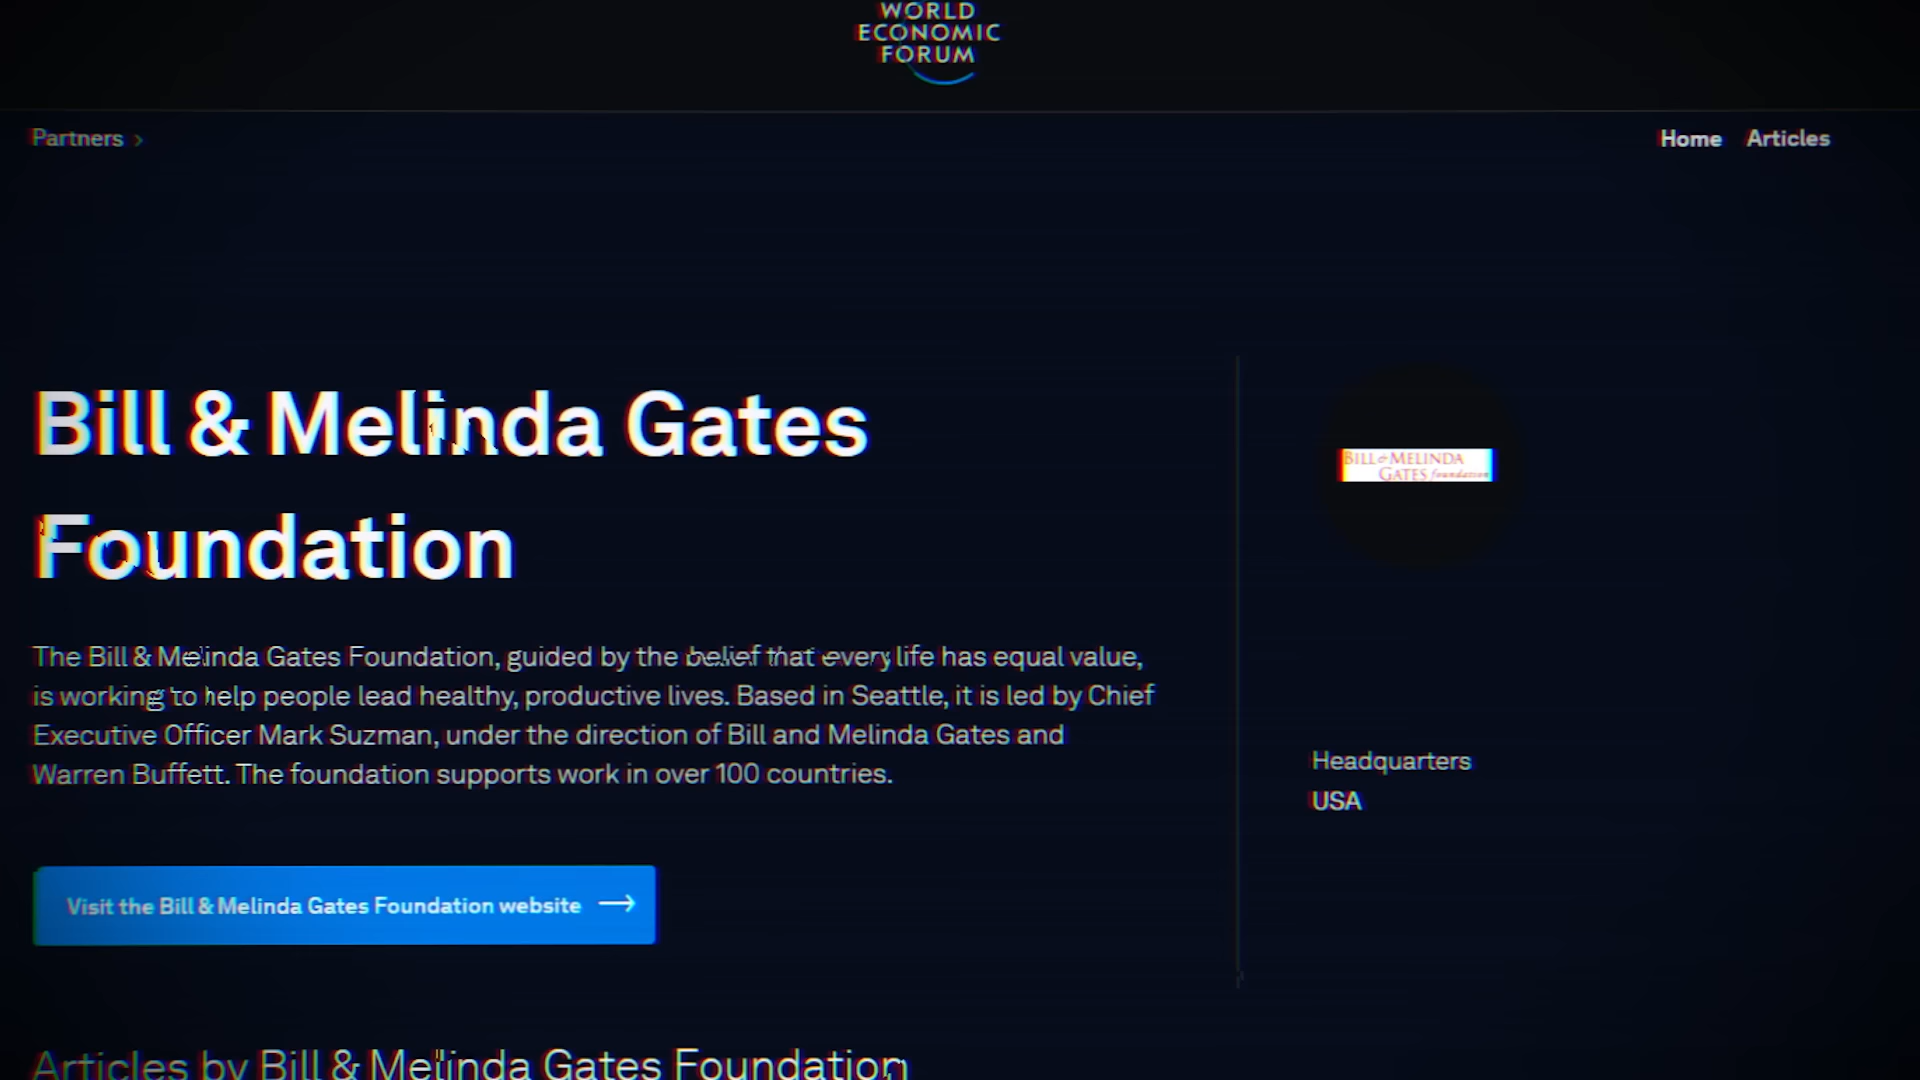 WORLD
ECONOMIC
FORUM
Partners >
Home Articles
Bill & Melinda Gates
Foundation
BILL & MELINDA
GATES foundation
The Bill & Melinda Gates Foundation, guided by the belief that every life has equal value,
is working to help people lead healthy, productive lives. Based in Seattle, it is led by Chief
Executive Officer Mark Suzman, under the direction of Bill and Melinda Gates and
Warren Buffett. The foundation supports work in over 100 countries.
Headquarters
USA
Visit the Bill & Melinda Gates Foundation website →
Articles by Bill & Melinda Gates Foundation